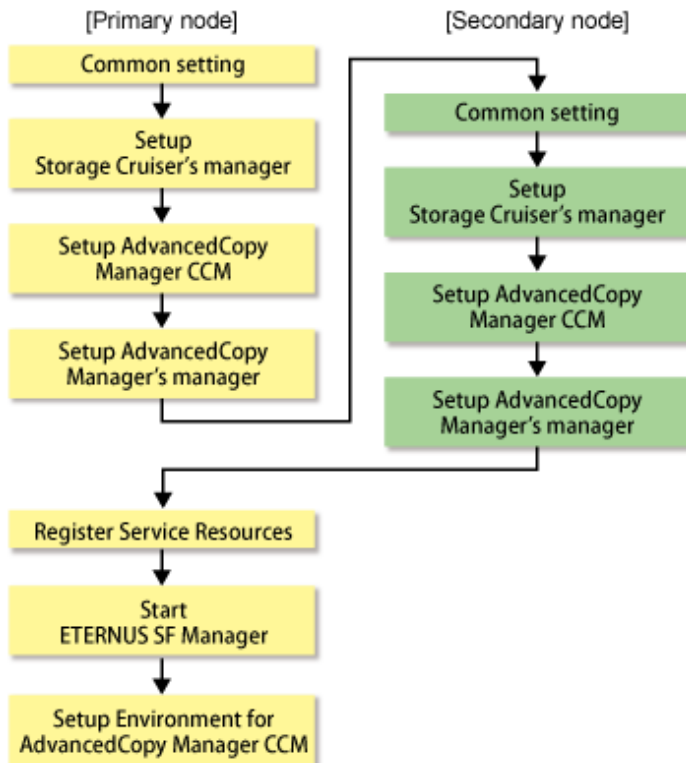 [Primary node]
Common setting
Setup
Storage Cruiser's manager
Setup AdvancedCopy
Manager CCM
Setup AdvancedCopy
Manager's manager
[Secondary node]
Common setting
Setup
Storage Cruiser's manager
Setup AdvancedCopy
Manager CCM
Setup AdvancedCopy
Manager's manager
Register Service Resources
Start
ETERNUS SF Manager
Setup Environment for
AdvancedCopy Manager CCM